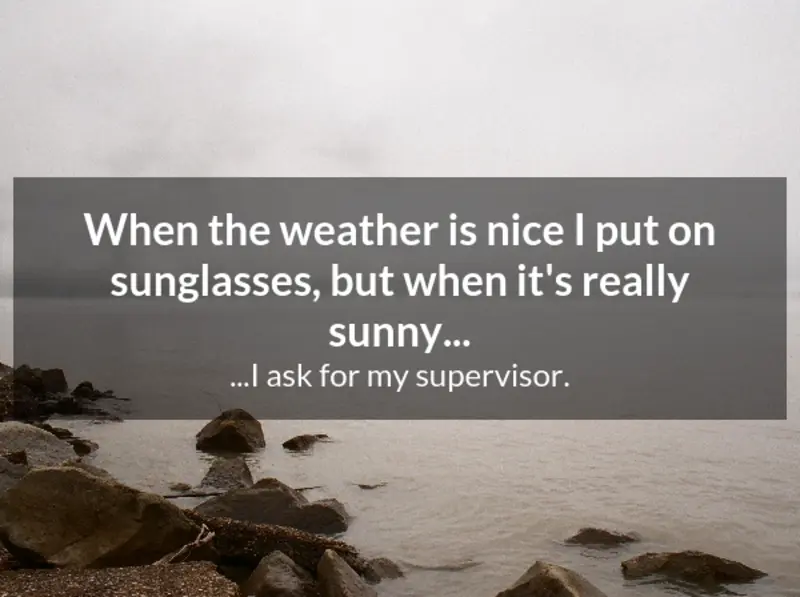 When the weather is nice I put on
sunglasses, but when it's really
sunny...
...I ask for my supervisor.